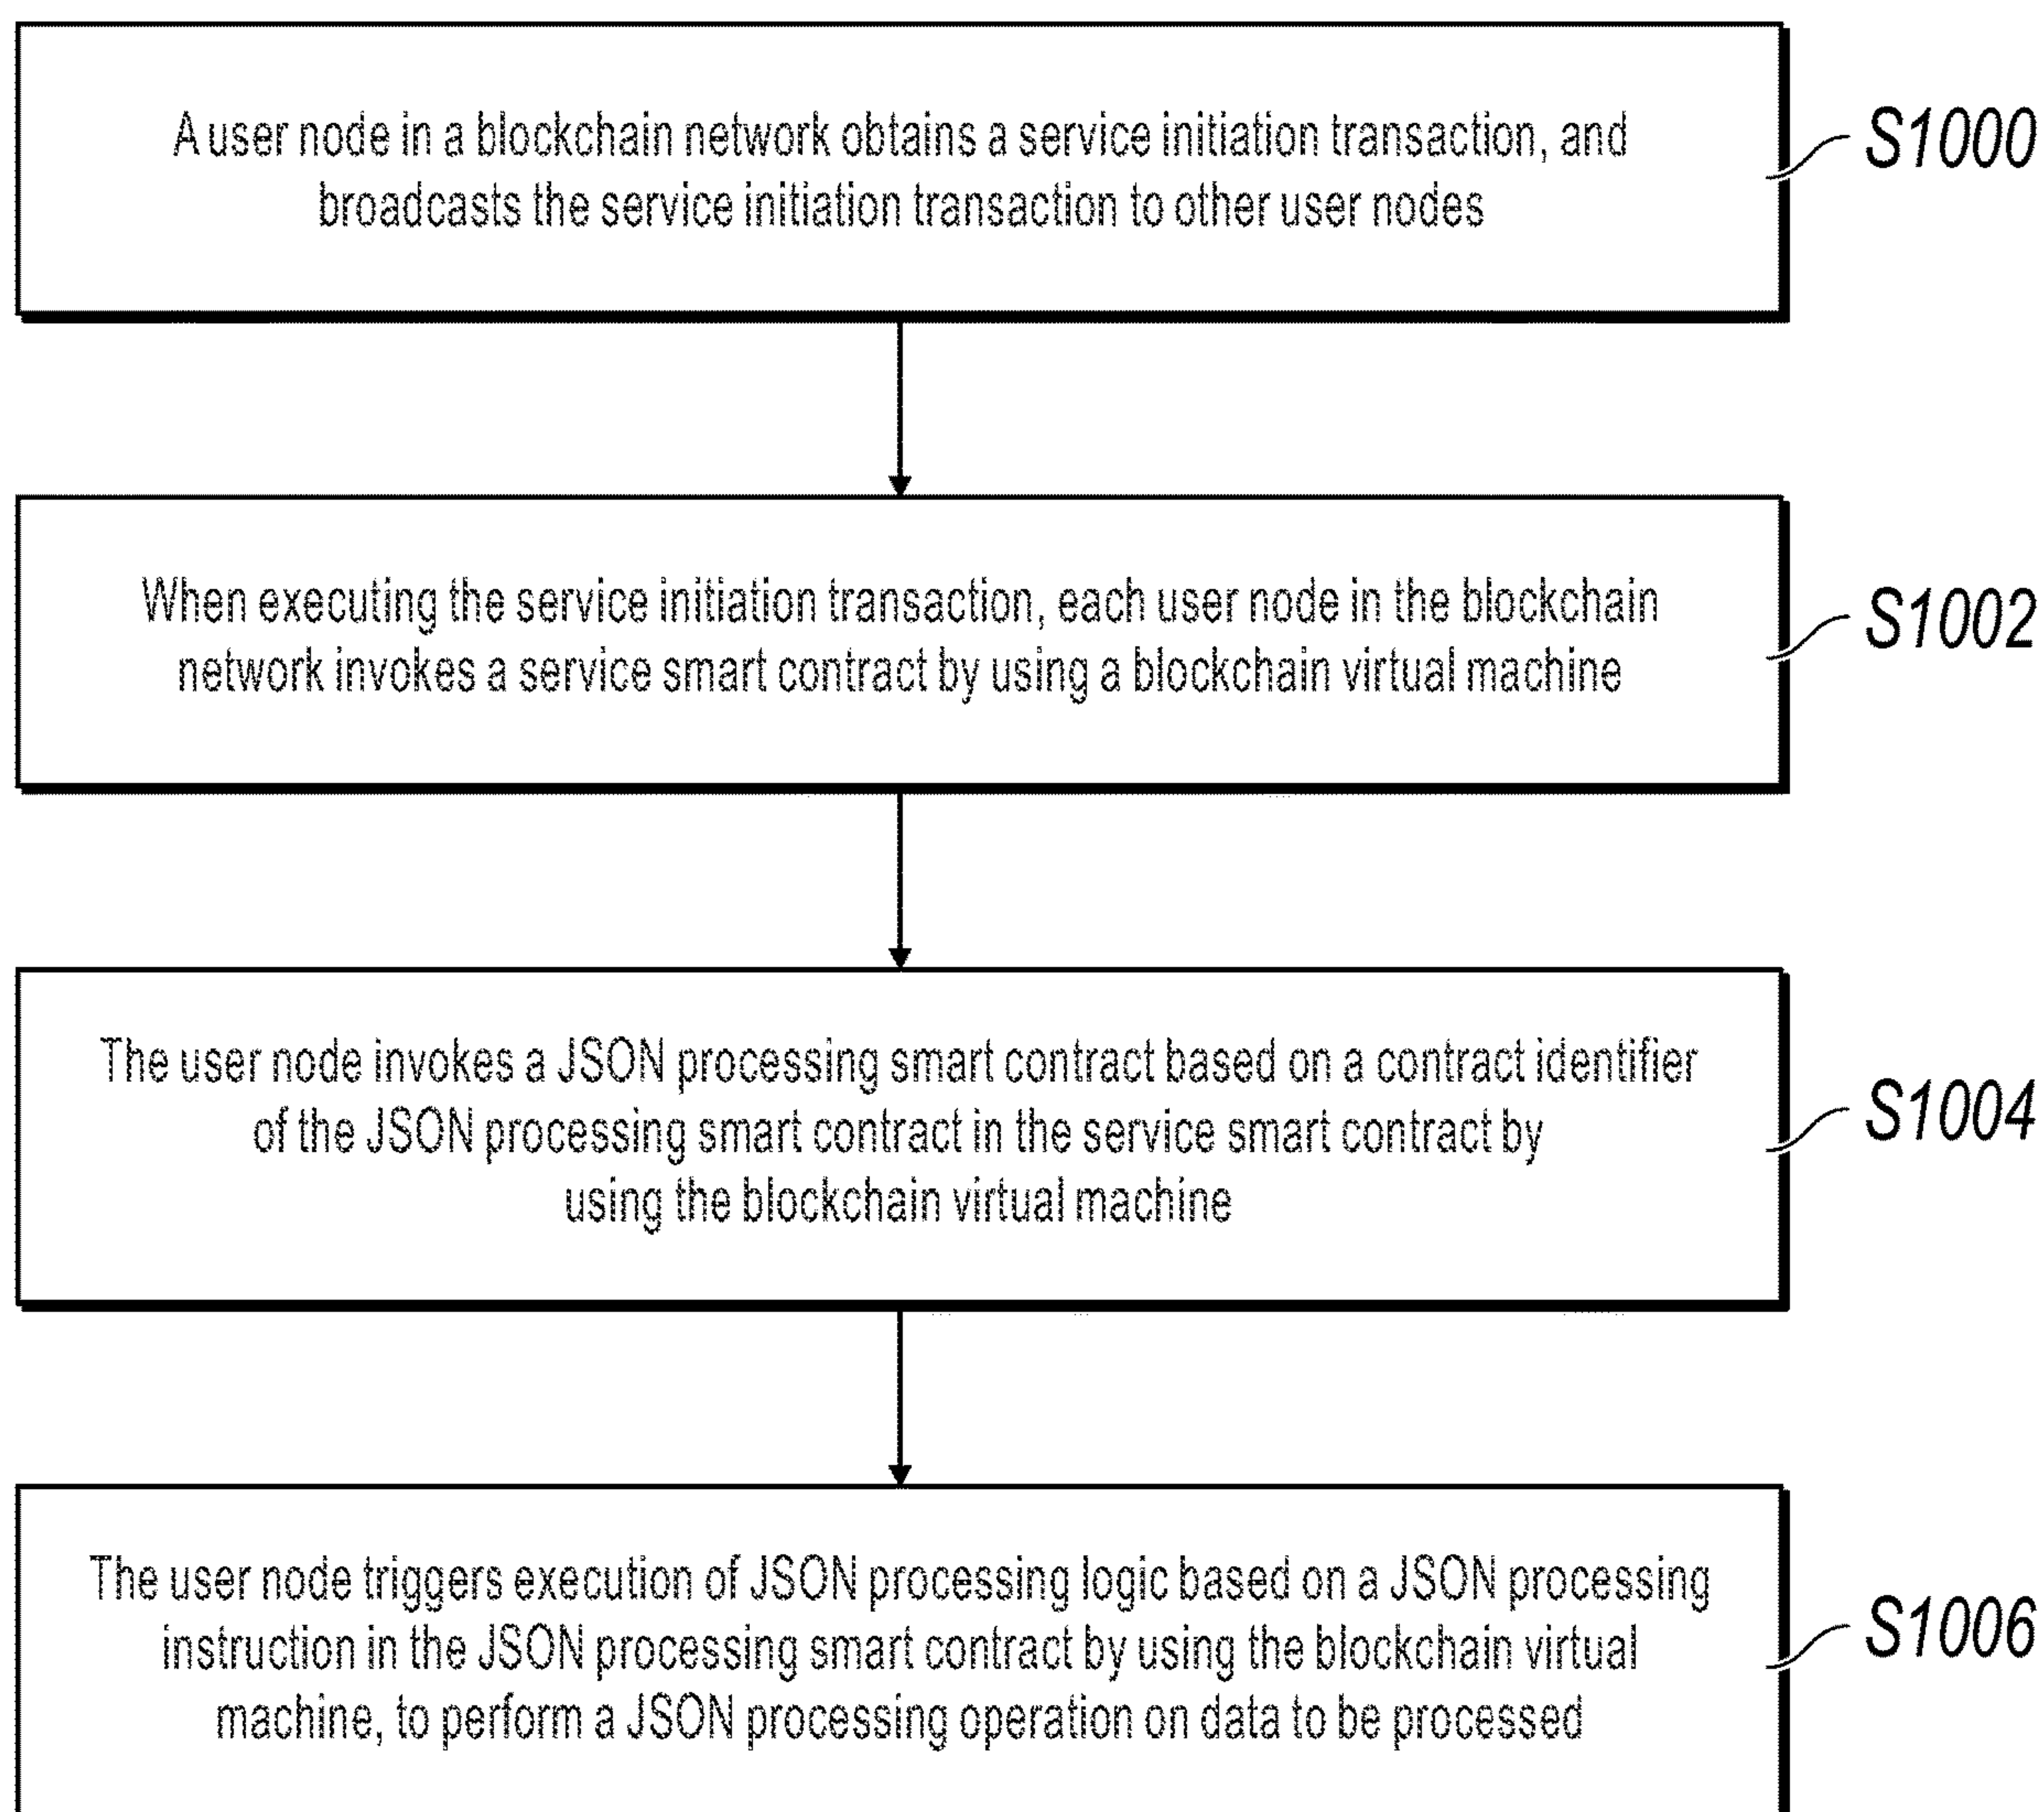 A user node in a blockchain network obtains a service initiation transaction, and
broadcasts the service initiation transaction to other user nodes
S1000
When executing the service initiation transaction, each user node in the blockchain
network invokes a service smart contract by using a blockchain virtual machine
S1002
The user node invokes a JSON processing smart contract based on a contract identifier
of the JSON processing smart contract in the service smart contract by
using the blockchain virtual machine
S1004
The user node triggers execution of JSON processing logic based on a JSON processing
instruction in the JSON processing smart contract by using the blockchain virtual
machine, to perform a JSON processing operation on data to be processed
S1006